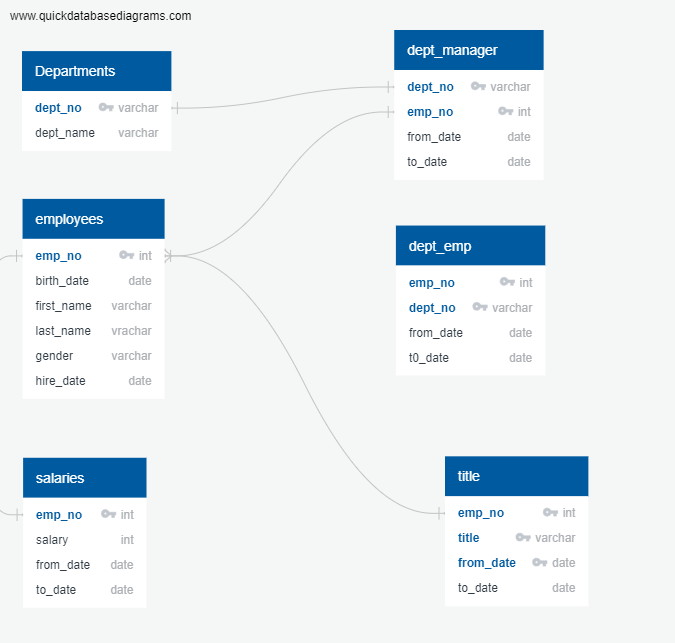 www.quickdatabasediagrams.com
Departments
dept_no varchar
dept_name varchar
dept_manager
dept_no varchar
emp_no int
from_date date
to_date date
employees
emp_no int
birth_date date
first_name varchar
last_name vrachar
gender varchar
hire_date date
dept_emp
emp_no int
dept_no varchar
from_date date
t0_date date
salaries
emp_no int
salary int
from_date date
to_date date
title
emp_no int
title varchar
from_date date
to_date date